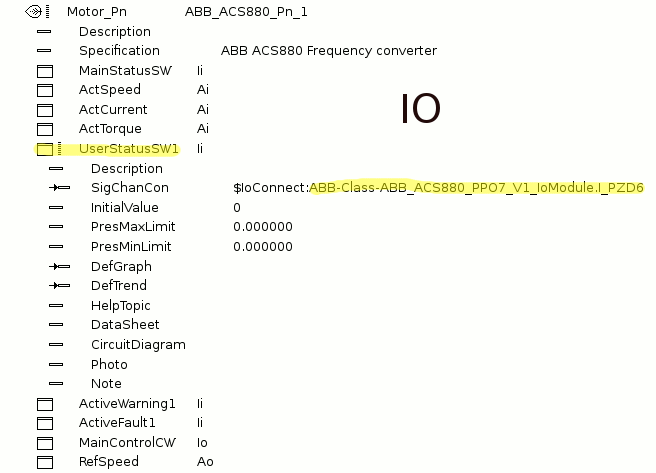 Motor_Pn ABB_ACS880_Pn_1
Description
Specification ABB ACS880 Frequency converter
MainStatusSW Ii
ActSpeed Ai
ActCurrent Ai
IO
ActTorque Ai
UserStatusSW1 Ii
Description
SigChanCon $IoConnect:ABB-Class-ABB_ACS880_PPO7_V1_IoModule.I_PZD6
InitialValue 0
PresMaxLimit 0.000000
PresMinLimit 0.000000
DefGraph
DefTrend
HelpTopic
DataSheet
CircuitDiagram
Photo
Note
ActiveWarning1 Ii
ActiveFault1 Ii
MainControlCW Io
RefSpeed Ao